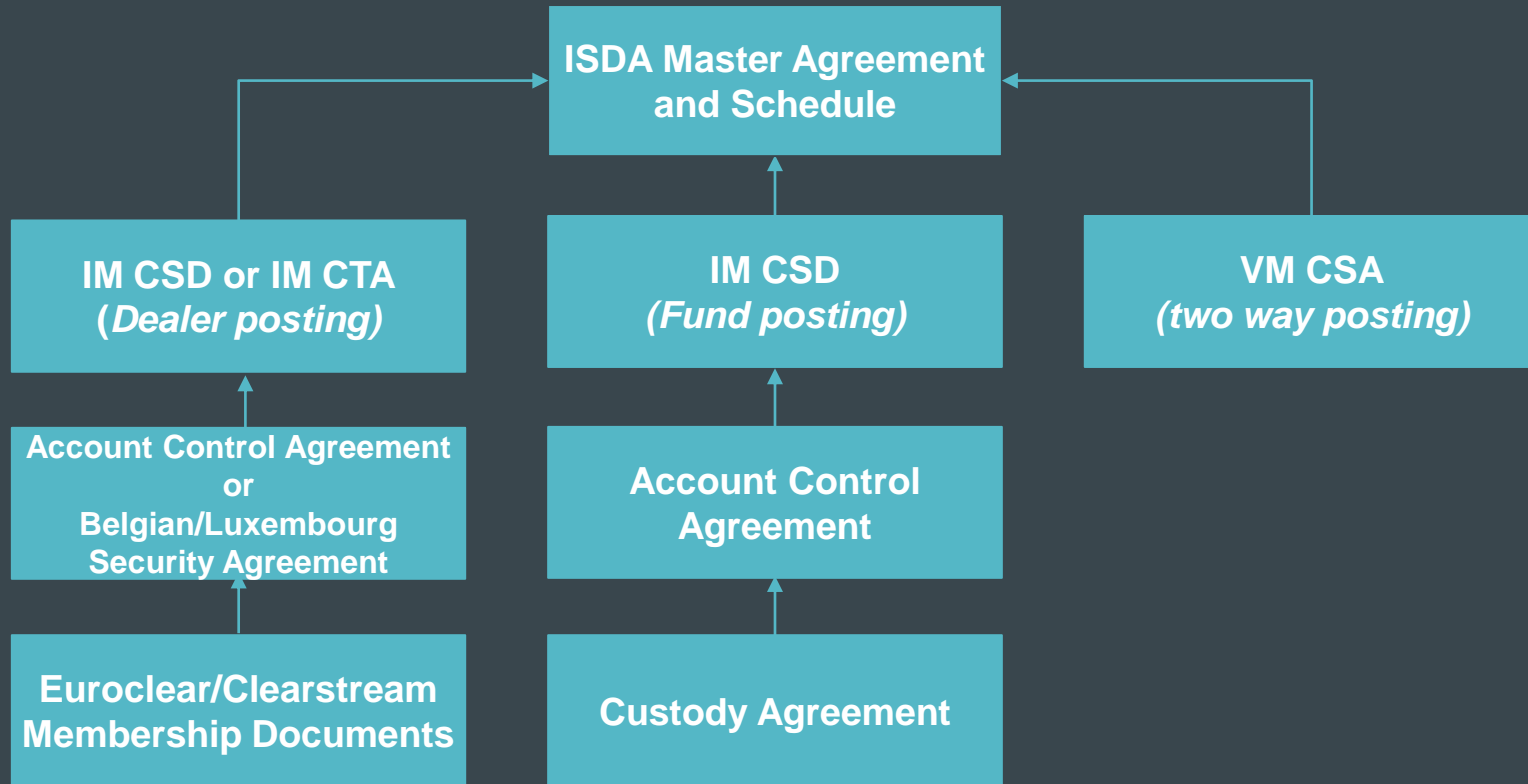 ISDA Master Agreement
and Schedule
IM CSD or IM CTA
(Dealer posting)
IM CSD
(Fund posting)
VM CSA
(two way posting)
Account Control Agreement
or
Belgian/Luxembourg
Security Agreement
Account Control
Agreement
Euroclear/Clearstream
Membership Documents
Custody Agreement